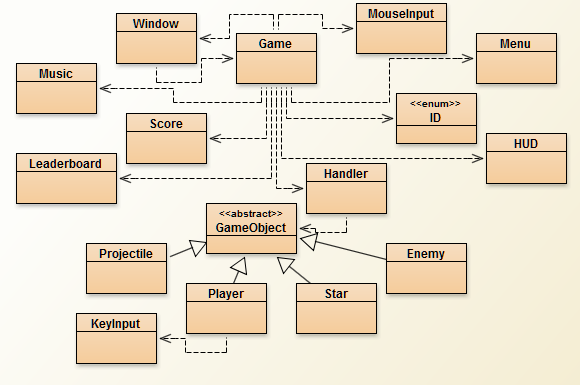 Window
MouseInput
Game
Menu
Music
<<enum>>
ID
Score
HUD
Leaderboard
Handler
<<abstract>>
GameObject
Projectile
Enemy
Player
Star
KeyInput